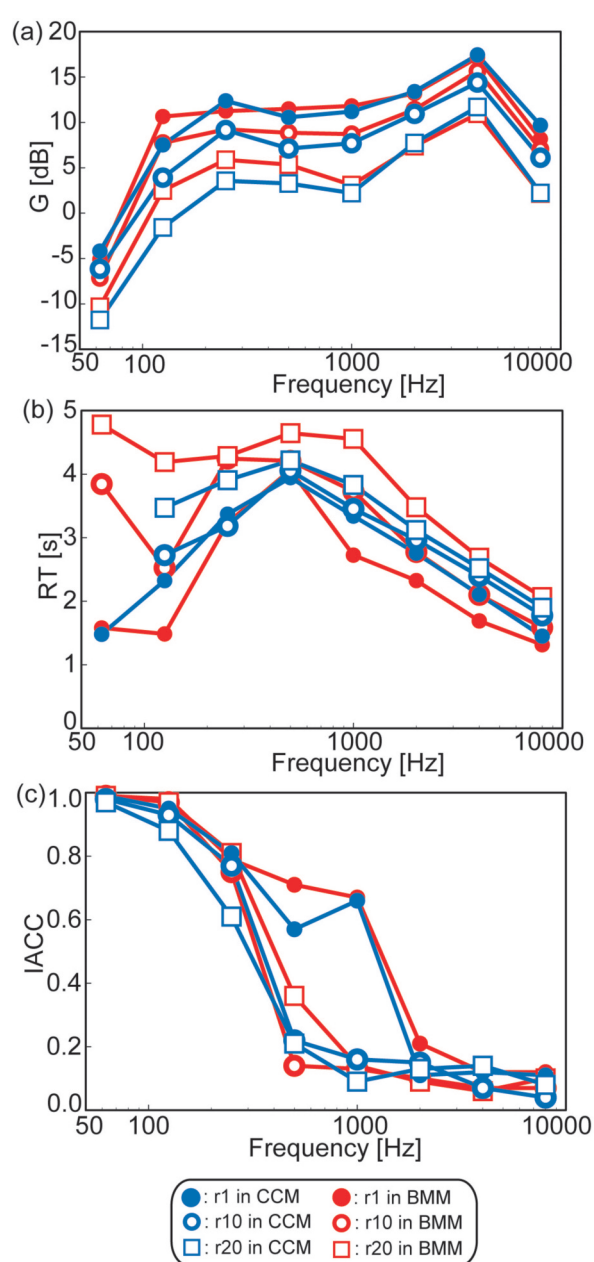 (a)
20
15
10
5
0
-5
-10
-15
G [dB]
50 100 1000 10000
Frequency [Hz]
(b)
5
4
3
2
1
0
RT [s]
50 100 1000 10000
Frequency [Hz]
(c)
1.0
0.8
0.6
0.4
0.2
0.0
IACC
50 100 1000 10000
Frequency [Hz]
: r1 in CCM : r1 in BMM
: r10 in CCM : r10 in BMM
: r20 in CCM : r20 in BMM